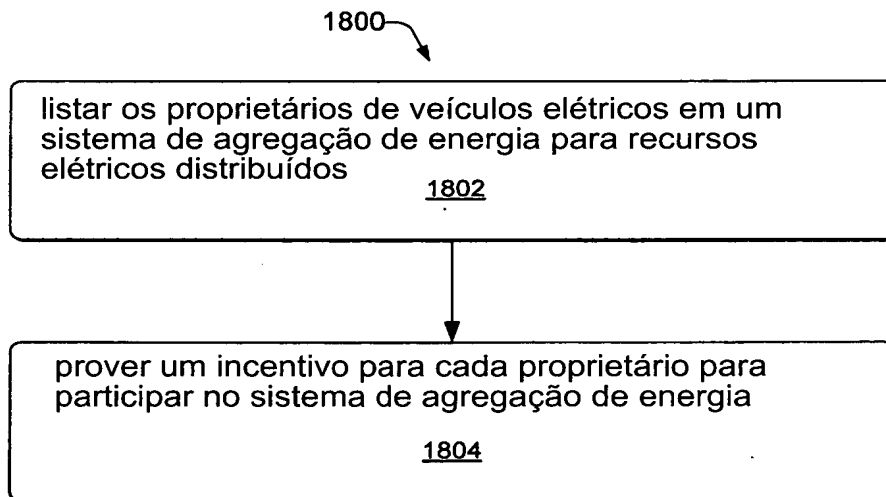 1800
listar os proprietários de veículos elétricos em um
sistema de agregação de energia para recursos
elétricos distribuídos
1802
prover um incentivo para cada proprietário para
participar no sistema de agregação de energia
1804